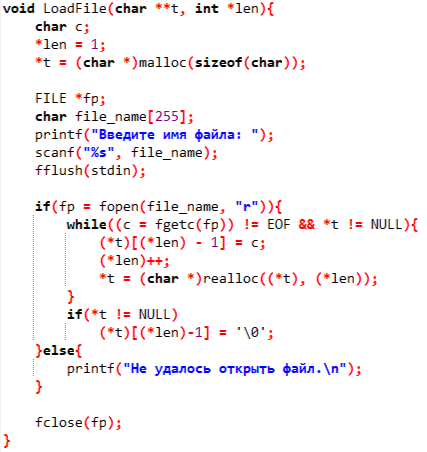 void LoadFile(char **t, int *len){
char c;
*len = 1;
*t = (char *)malloc(sizeof(char));
FILE *fp;
char file_name[255];
printf("Введите имя файла: ");
scanf("%s", file_name);
fflush(stdin);
if(fp = fopen(file_name, "r")){
while((c = fgetc(fp)) != EOF && *t != NULL){
(*t)[(*len) - 1] = c;
(*len)++;
*t = (char *)realloc((*t), (*len));
}
if(*t != NULL)
(*t)[(*len)-1] = '\0';
}else{
printf("Не удалось открыть файл.\n");
}
fclose(fp);
}